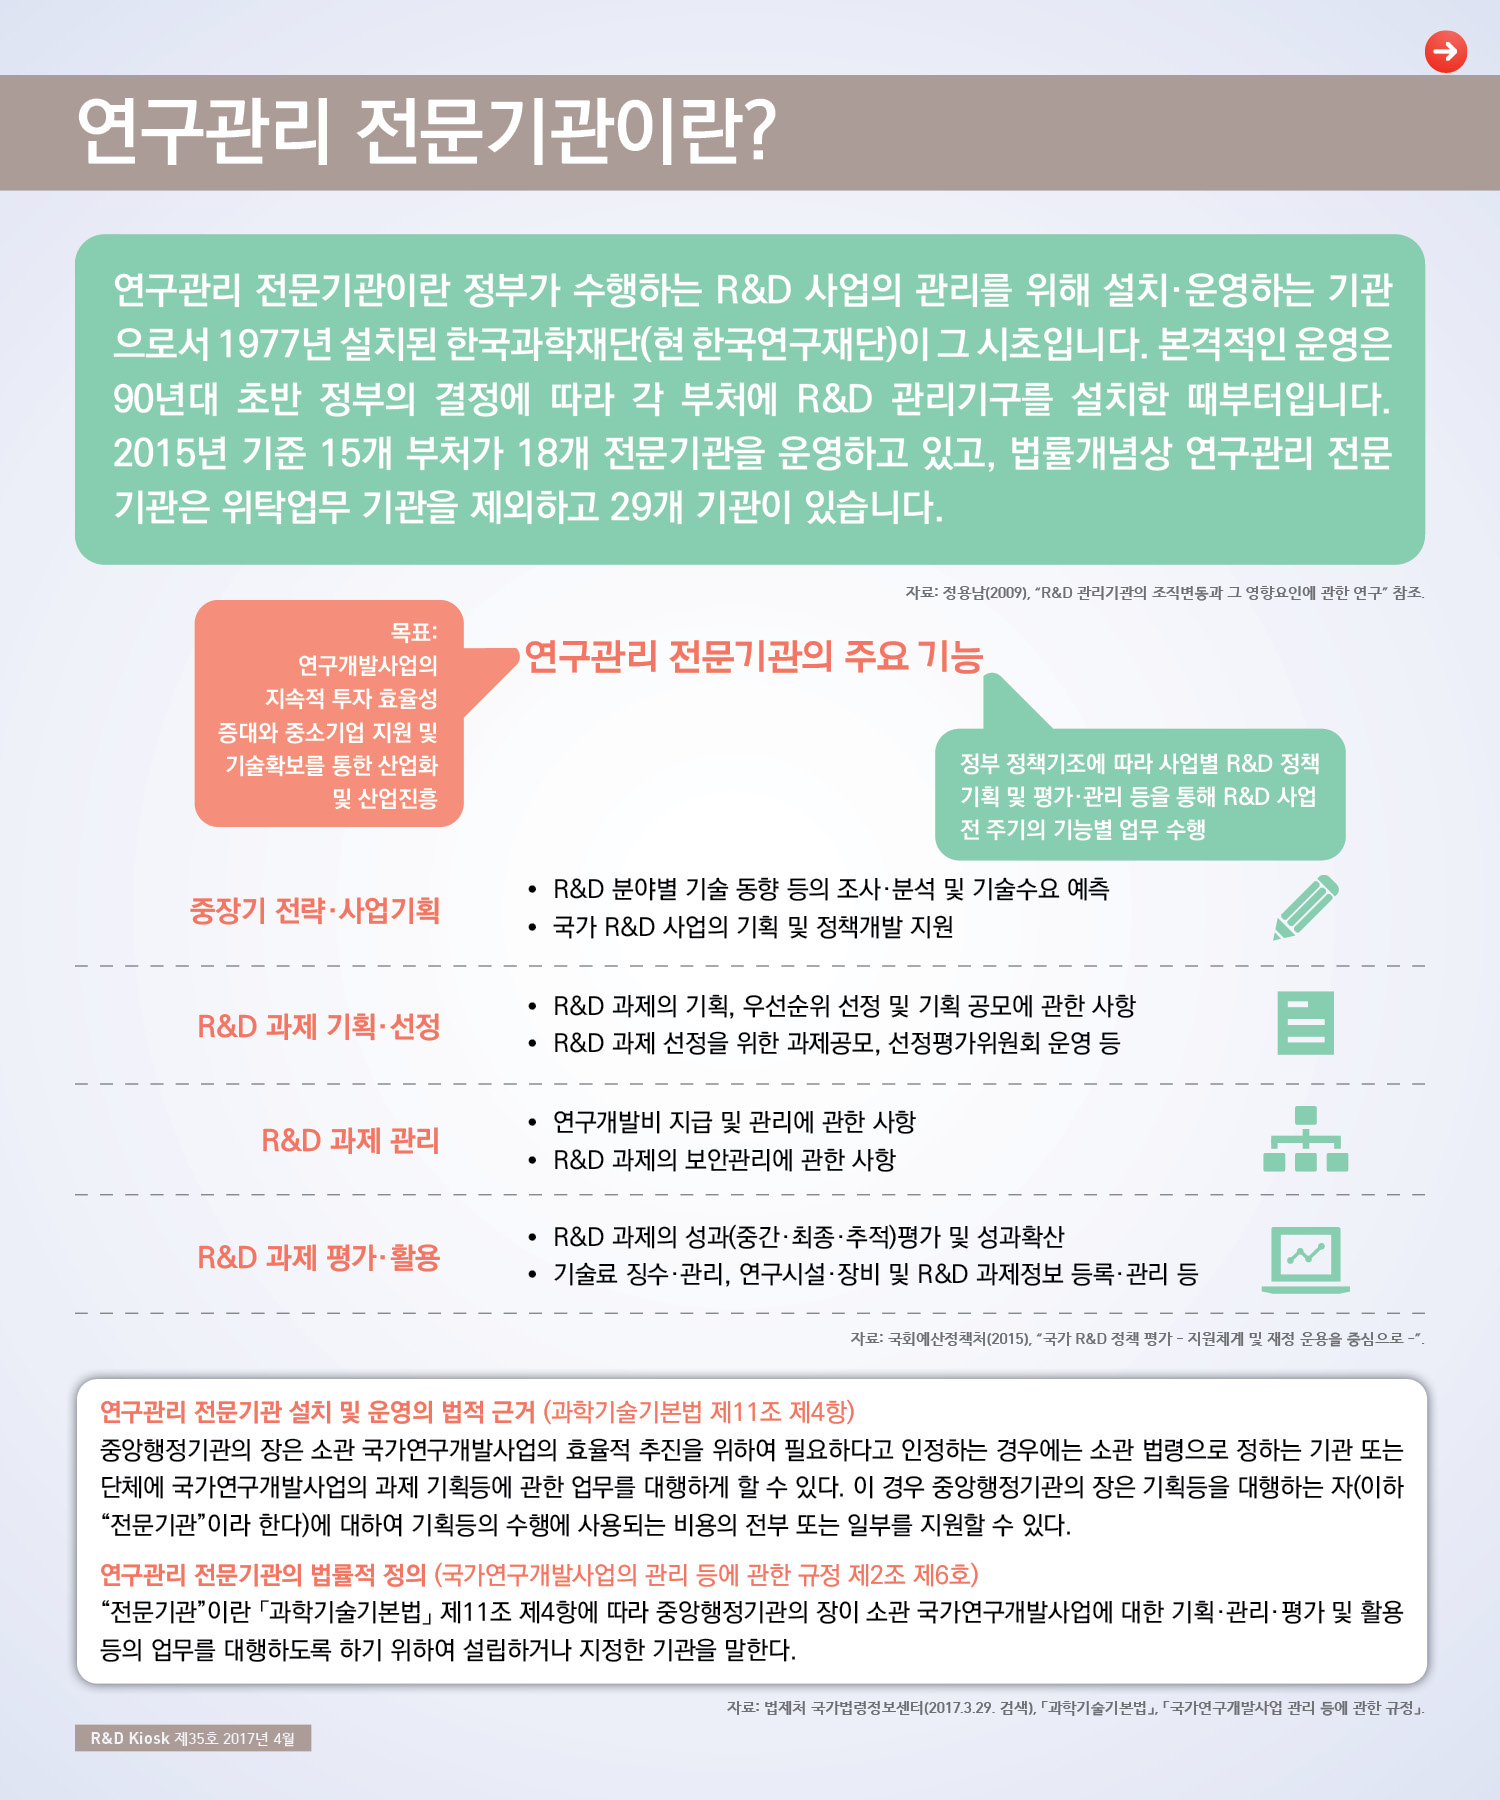 연구관리 전문기관이란?
연구관리 전문기관이란 정부가 수행하는 R&D 사업의 관리를 위해 설치·운영하는 기관
으로서 1977년 설치된 한국과학재단(현 한국연구재단)이 그 시초입니다. 본격적인 운영은
90년대 초반 정부의 결정에 따라 각 부처에 R&D 관리기구를 설치한 때부터입니다.
2015년 기준 15개 부처가 18개 전문기관을 운영하고 있고, 법률개념상 연구관리 전문
기관은 위탁업무 기관을 제외하고 29개 기관이 있습니다.
자료: 정용남(2009), “R&D 관리기관의 조직변동과 그 영향요인에 관한 연구” 참조.
목표:
연구개발사업의
지속적 투자 효율성
증대와 중소기업 지원 및
기술확보를 통한 산업화
및 산업진흥
연구관리 전문기관의 주요 기능
정부 정책기조에 따라 사업별 R&D 정책
기획 및 평가·관리 등을 통해 R&D 사업
전 주기의 기능별 업무 수행
중장기 전략·사업기획
• R&D 분야별 기술 동향 등의 조사·분석 및 기술수요 예측
• 국가 R&D 사업의 기획 및 정책개발 지원
R&D 과제 기획·선정
• R&D 과제의 기획, 우선순위 선정 및 기획 공모에 관한 사항
• R&D 과제 선정을 위한 과제공모, 선정평가위원회 운영 등
R&D 과제 관리
• 연구개발비 지급 및 관리에 관한 사항
• R&D 과제의 보안관리에 관한 사항
R&D 과제 평가·활용
• R&D 과제의 성과(중간·최종·추적)평가 및 성과확산
• 기술료 징수·관리, 연구시설·장비 및 R&D 과제정보 등록·관리 등
자료: 국회예산정책처(2015), “국가 R&D 정책 평가 - 지원체계 및 재정 운용을 중심으로 -”.
연구관리 전문기관 설치 및 운영의 법적 근거 (과학기술기본법 제11조 제4항)
중앙행정기관의 장은 소관 국가연구개발사업의 효율적 추진을 위하여 필요하다고 인정하는 경우에는 소관 법령으로 정하는 기관 또는
단체에 국가연구개발사업의 과제 기획등에 관한 업무를 대행하게 할 수 있다. 이 경우 중앙행정기관의 장은 기획등을 대행하는 자(이하
“전문기관”이라 한다)에 대하여 기획등의 수행에 사용되는 비용의 전부 또는 일부를 지원할 수 있다.
연구관리 전문기관의 법률적 정의 (국가연구개발사업의 관리 등에 관한 규정 제2조 제6호)
“전문기관”이란 「과학기술기본법」 제11조 제4항에 따라 중앙행정기관의 장이 소관 국가연구개발사업에 대한 기획·관리·평가 및 활용
등의 업무를 대행하도록 하기 위하여 설립하거나 지정한 기관을 말한다.
자료: 법제처 국가법령정보센터(2017.3.29. 검색), 「과학기술기본법」, 「국가연구개발사업 관리 등에 관한 규정」.
R&D Kiosk 제35호 2017년 4월